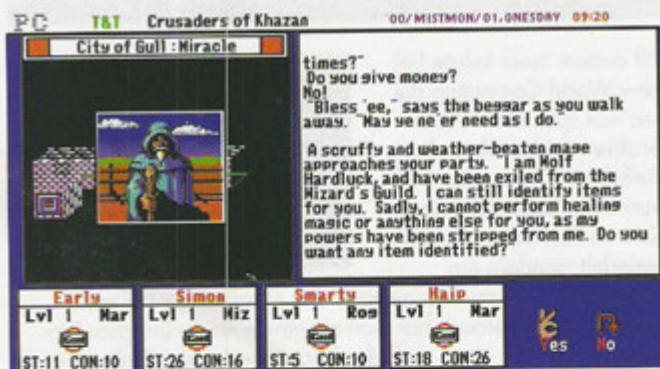 PC T&T Crusaders of Khazan 00/MISTMON/01.ONESDAY 09:20
City of Gull :Miracle
times?"
Do you give money?
No!
"Bless 'ee," says the beggar as you walk
away. "May ye ne'er need as I do."
A scruffy and weather-beaten mage
approaches your party. "I am Wolf
Hardluck, and have been exiled from the
Wizard's Guild. I can still identify items
for you. Sadly, I cannot perform healing
magic or anything else for you, as my
powers have been stripped from me. Do you
want any item identified?"
Early Simon Smarty Haip
Lvl 1 War Lvl 1 Wiz Lvl 1 Rog Lvl 1 War
Good Good Good Good
ST:11 CON:10 ST:26 CON:16 ST:5 CON:10 ST:18 CON:26
Yes No